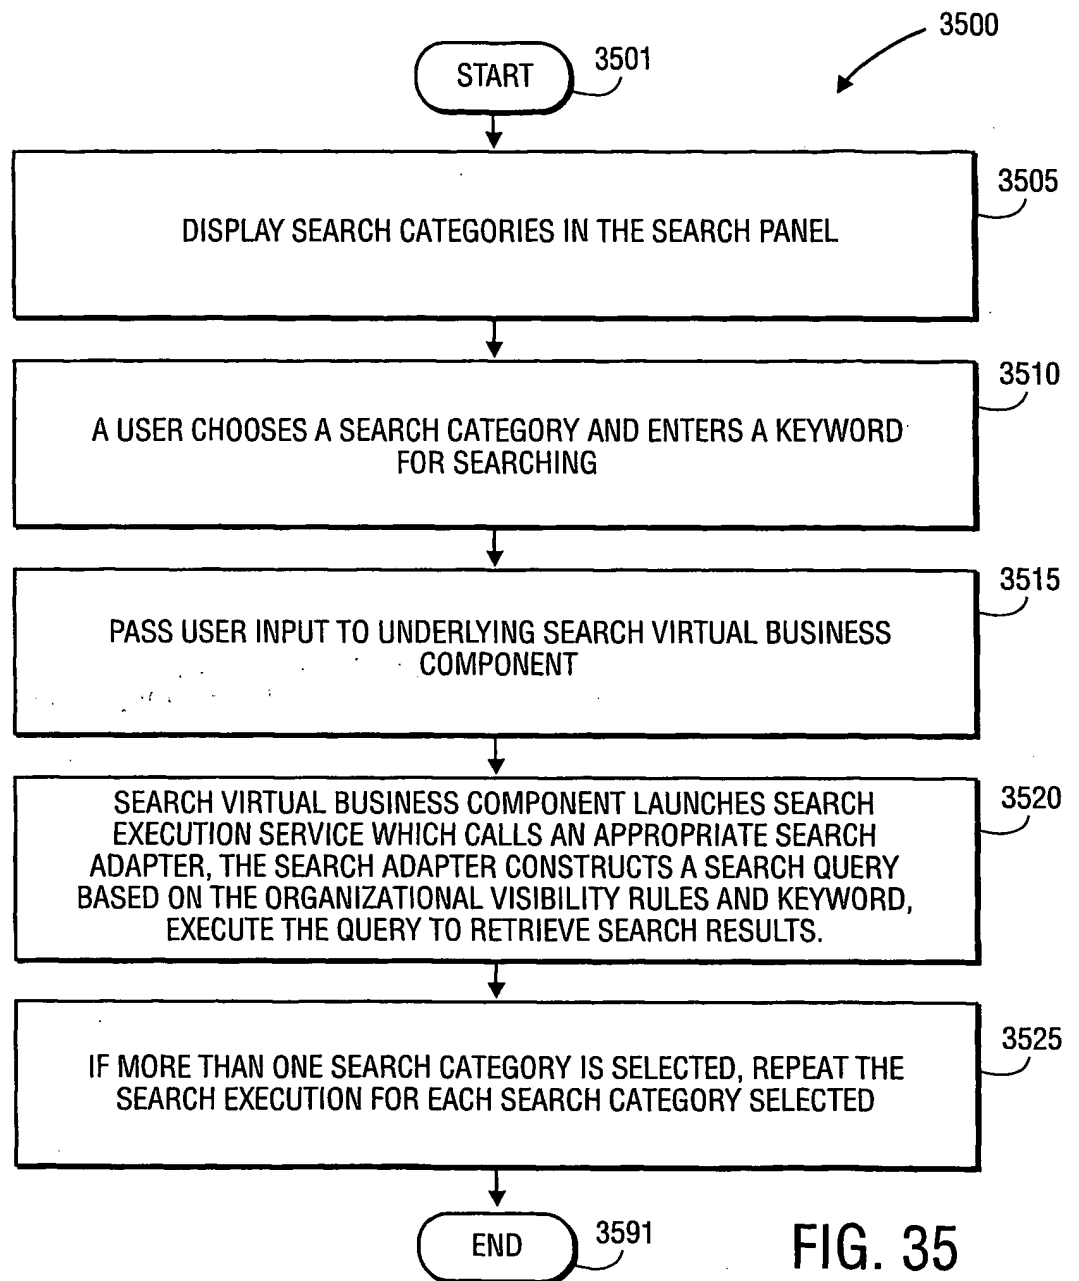 3500
START
3501
3505
DISPLAY SEARCH CATEGORIES IN THE SEARCH PANEL
3510
A USER CHOOSES A SEARCH CATEGORY AND ENTERS A KEYWORD
FOR SEARCHING
3515
PASS USER INPUT TO UNDERLYING SEARCH VIRTUAL BUSINESS
COMPONENT
3520
SEARCH VIRTUAL BUSINESS COMPONENT LAUNCHES SEARCH
EXECUTION SERVICE WHICH CALLS AN APPROPRIATE SEARCH
ADAPTER, THE SEARCH ADAPTER CONSTRUCTS A SEARCH QUERY
BASED ON THE ORGANIZATIONAL VISIBILITY RULES AND KEYWORD,
EXECUTE THE QUERY TO RETRIEVE SEARCH RESULTS.
3525
IF MORE THAN ONE SEARCH CATEGORY IS SELECTED, REPEAT THE
SEARCH EXECUTION FOR EACH SEARCH CATEGORY SELECTED
END
3591
FIG. 35